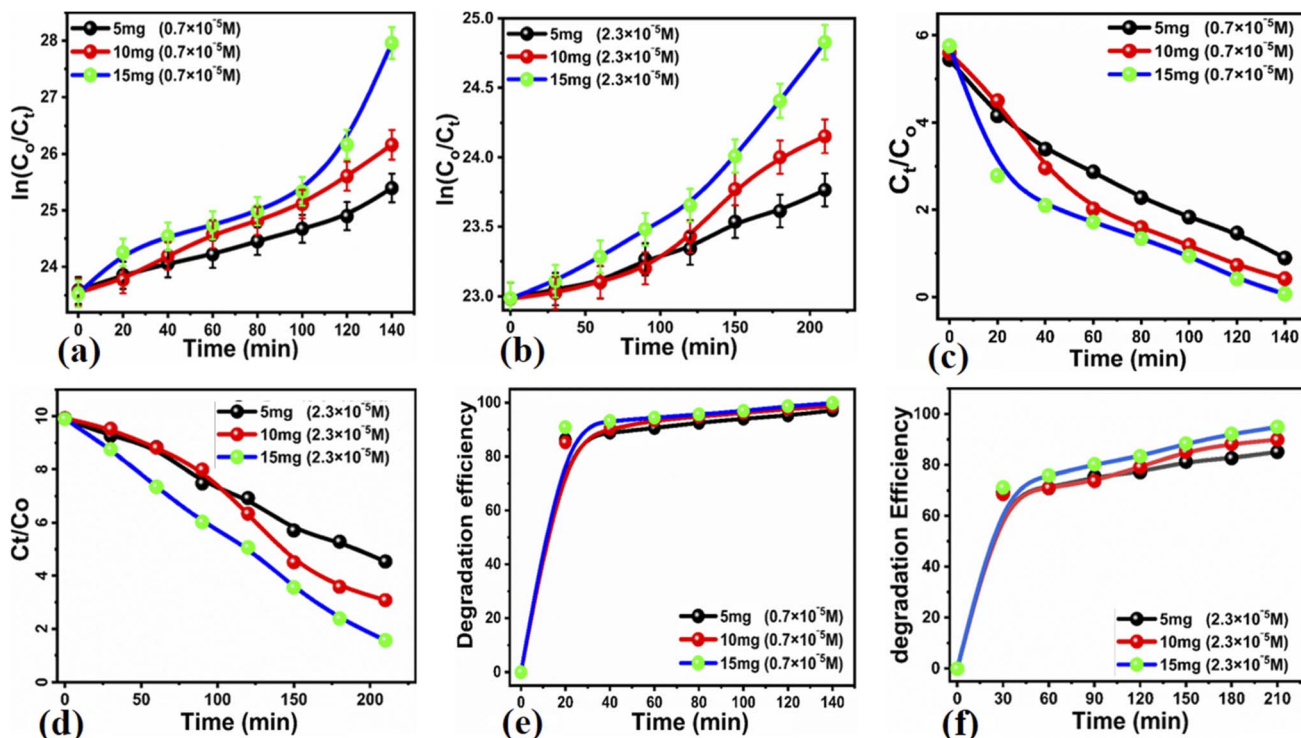 28
27
26
25
24
ln(Cₒ/Cₜ)
5mg (0.7×10⁻⁵M)
10mg (0.7×10⁻⁵M)
15mg (0.7×10⁻⁵M)
0 20 40 60 80 100 120 140
Time (min)
(a)
25.0
24.5
24.0
23.5
23.0
ln(Cₒ/Cₜ)
5mg (2.3×10⁻⁵M)
10mg (2.3×10⁻⁵M)
15mg (2.3×10⁻⁵M)
0 50 100 150 200
Time (min)
(b)
6
4
2
0
Cₜ/Cₒ
5mg (0.7×10⁻⁵M)
10mg (0.7×10⁻⁵M)
15mg (0.7×10⁻⁵M)
0 20 40 60 80 100 120 140
Time (min)
(c)
10
8
6
4
2
0
Ct/Co
5mg (2.3×10⁻⁵M)
10mg (2.3×10⁻⁵M)
15mg (2.3×10⁻⁵M)
0 50 100 150 200
Time (min)
(d)
100
80
60
40
20
0
Degradation efficiency
5mg (0.7×10⁻⁵M)
10mg (0.7×10⁻⁵M)
15mg (0.7×10⁻⁵M)
0 20 40 60 80 100 120 140
Time (min)
(e)
100
80
60
40
20
0
degradation Efficiency
5mg (2.3×10⁻⁵M)
10mg (2.3×10⁻⁵M)
15mg (2.3×10⁻⁵M)
0 30 60 90 120 150 180 210
Time (min)
(f)